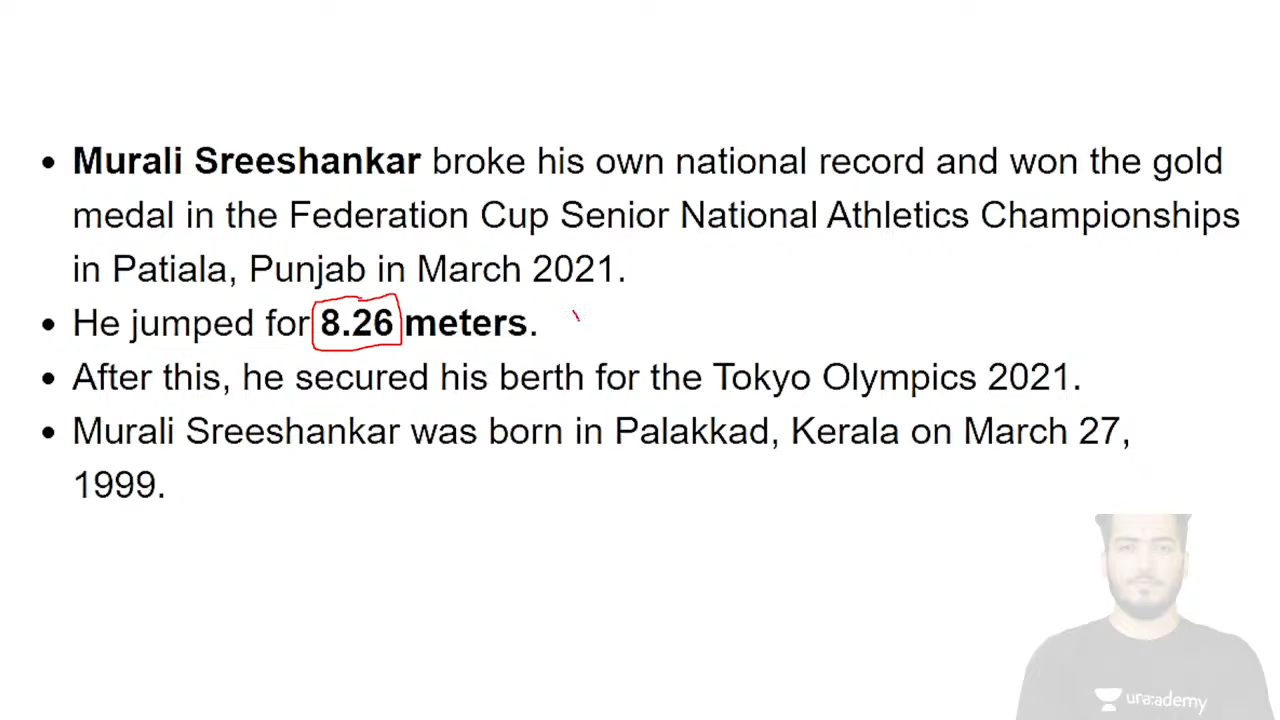 • Murali Sreeshankar broke his own national record and won the gold
medal in the Federation Cup Senior National Athletics Championships
in Patiala, Punjab in March 2021.
• He jumped for 8.26 meters.
• After this, he secured his berth for the Tokyo Olympics 2021.
• Murali Sreeshankar was born in Palakkad, Kerala on March 27,
1999.
unacademy